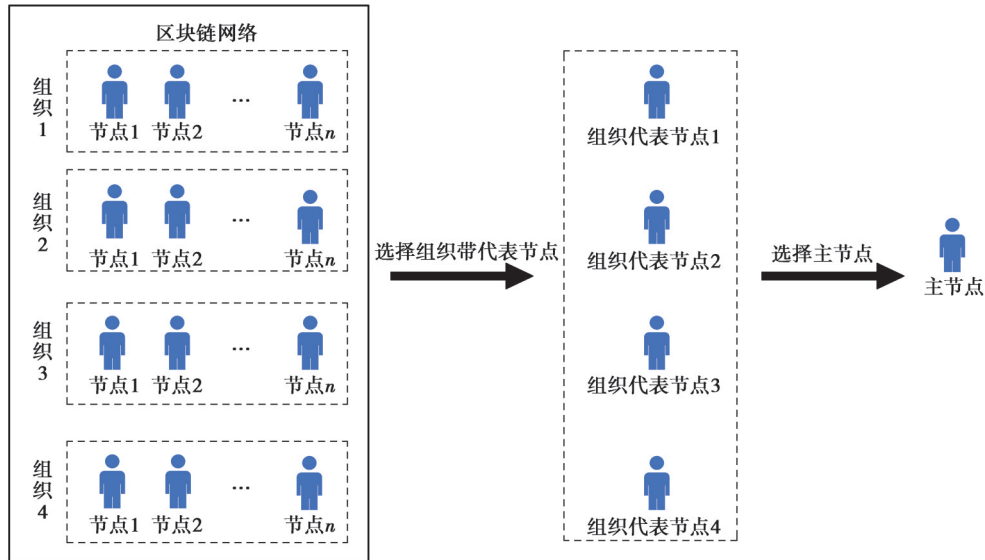 区块链网络
组织1
节点1 节点2 … 节点n
组织2
节点1 节点2 … 节点n
组织3
节点1 节点2 … 节点n
组织4
节点1 节点2 … 节点n
选择组织带代表节点
组织代表节点1
组织代表节点2
组织代表节点3
组织代表节点4
选择主节点
主节点